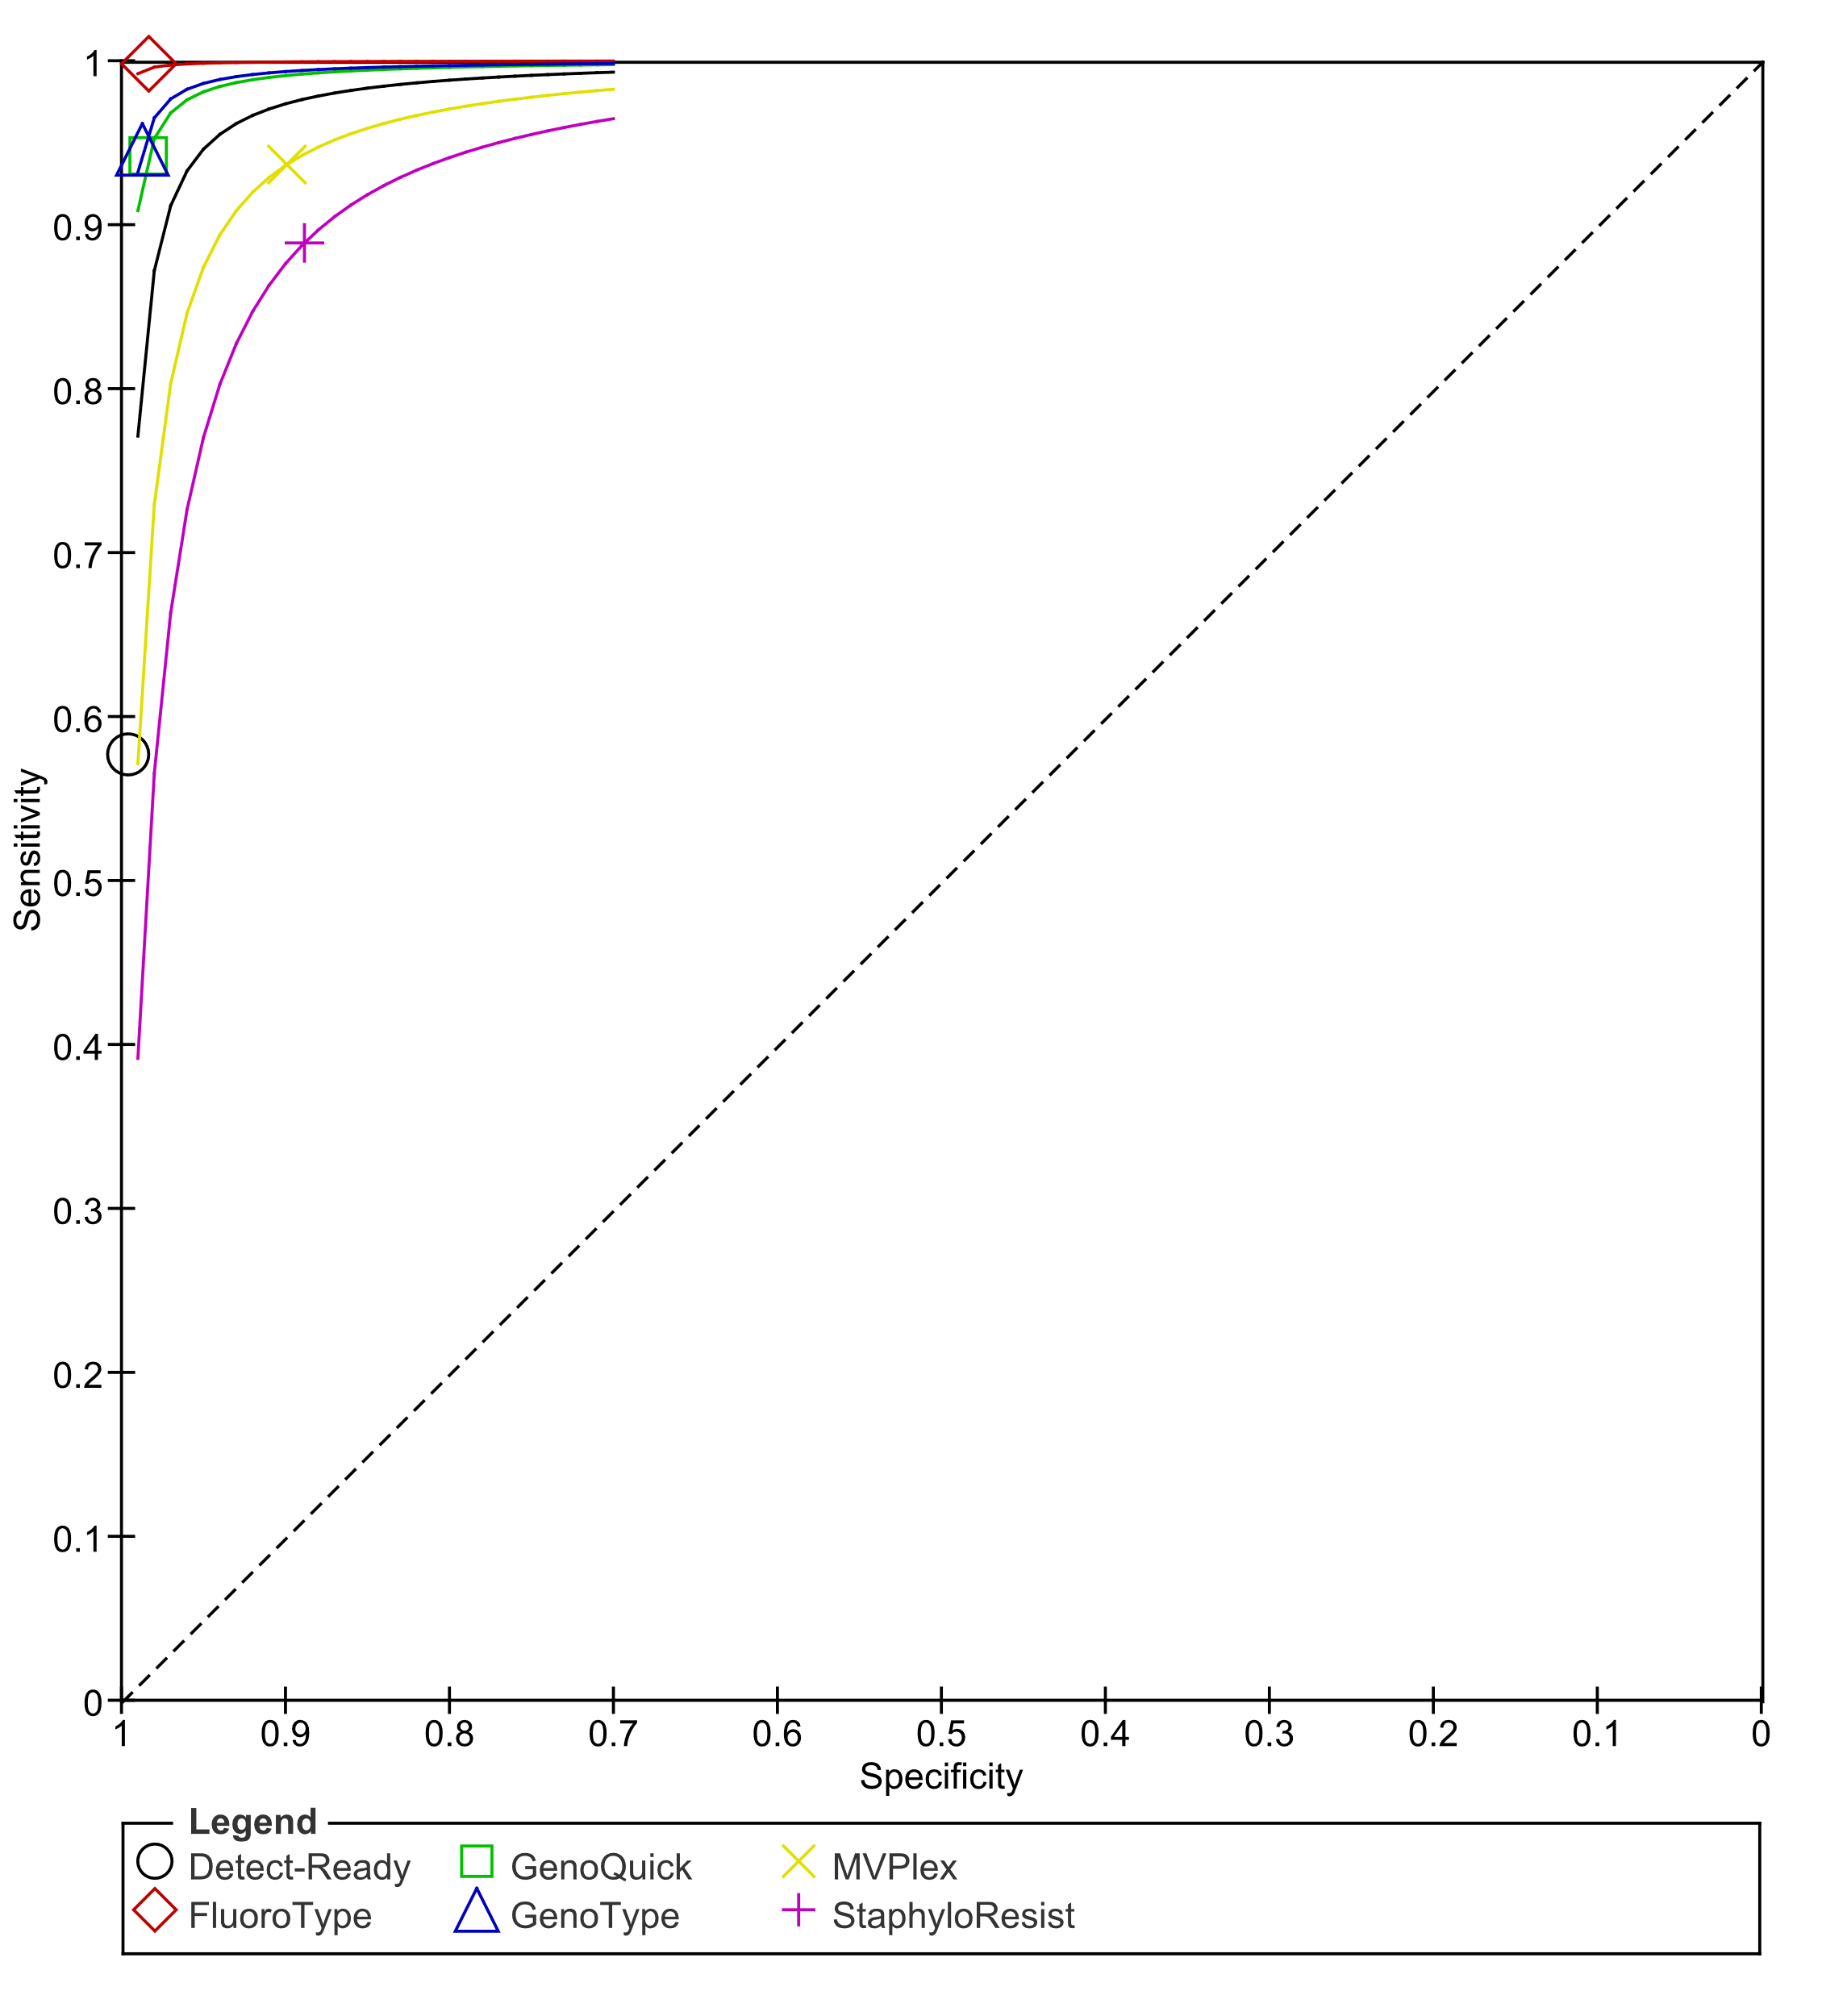 1
0.9
0.8
0.7
0.6
0.5
0.4
0.3
0.2
0.1
0
Sensitivity
1 0.9 0.8 0.7 0.6 0.5 0.4 0.3 0.2 0.1 0
Specificity
Legend
Detect-Ready GenoQuick MVPlex
FluoroType GenoType StaphyloResist